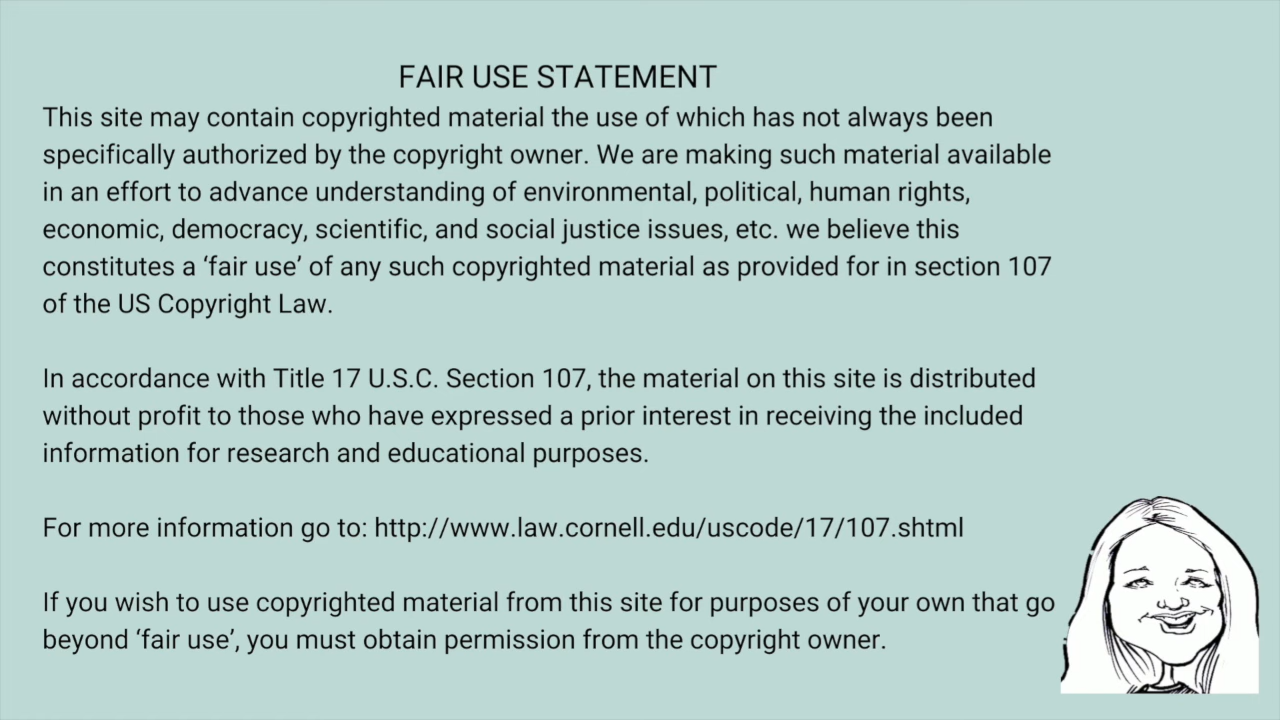 FAIR USE STATEMENT
This site may contain copyrighted material the use of which has not always been
specifically authorized by the copyright owner. We are making such material available
in an effort to advance understanding of environmental, political, human rights,
economic, democracy, scientific, and social justice issues, etc. we believe this
constitutes a ‘fair use’ of any such copyrighted material as provided for in section 107
of the US Copyright Law.
In accordance with Title 17 U.S.C. Section 107, the material on this site is distributed
without profit to those who have expressed a prior interest in receiving the included
information for research and educational purposes.
For more information go to: http://www.law.cornell.edu/uscode/17/107.shtml
If you wish to use copyrighted material from this site for purposes of your own that go
beyond ‘fair use’, you must obtain permission from the copyright owner.